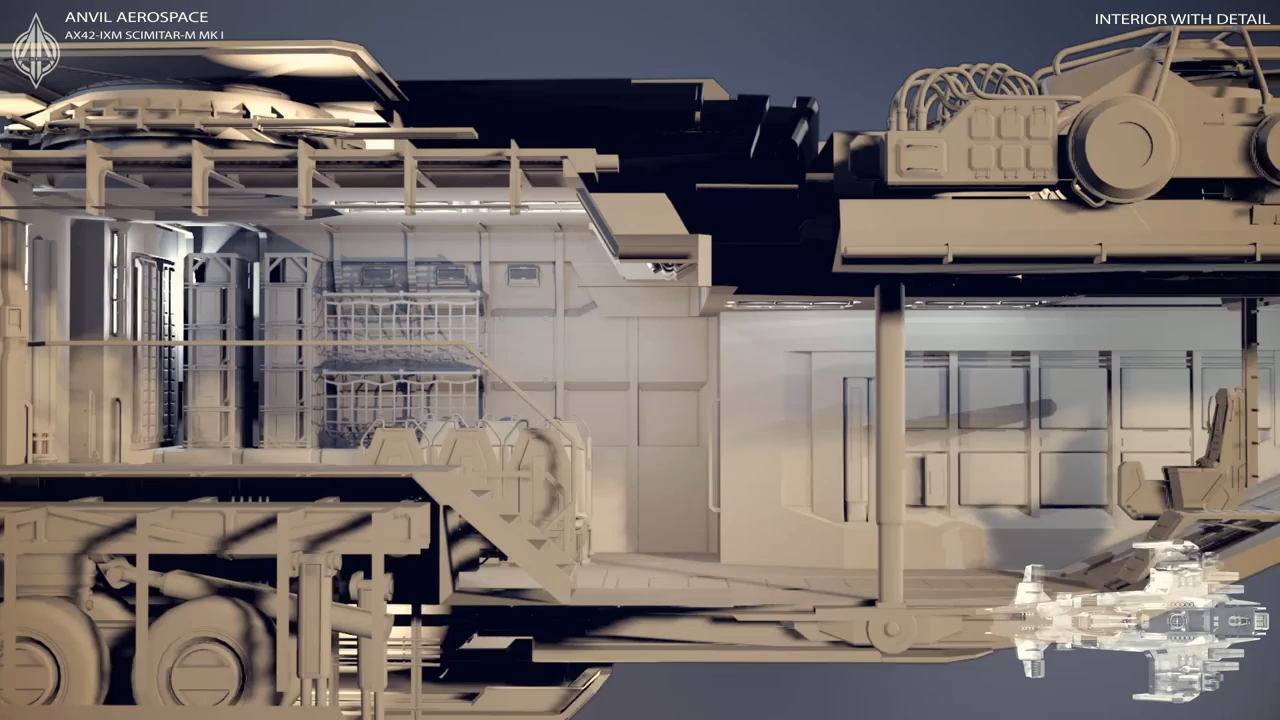 ANVIL AEROSPACE
AX42-IXM SCIMITAR-M MK I
INTERIOR WITH DETAIL